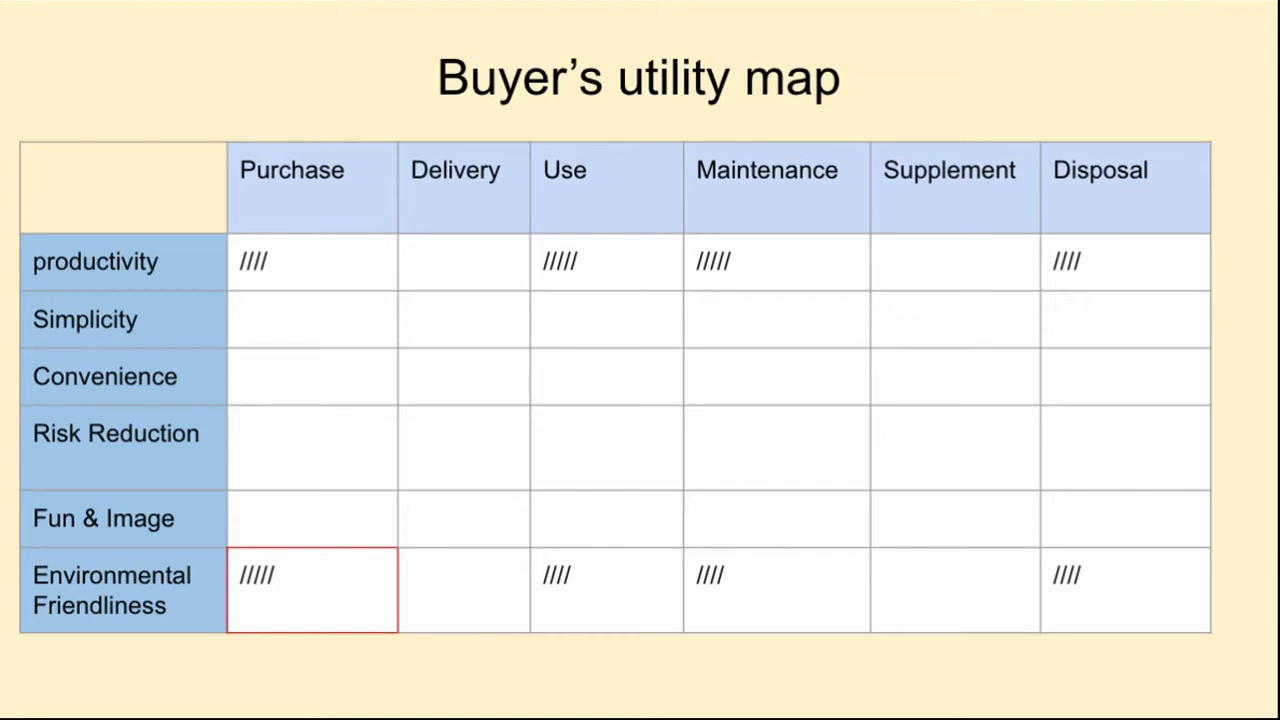 Buyer’s utility map
Purchase Delivery Use Maintenance Supplement Disposal
productivity //// ///// ///// ////
Simplicity
Convenience
Risk Reduction
Fun & Image
Environmental ///// //// //// ////
Friendliness